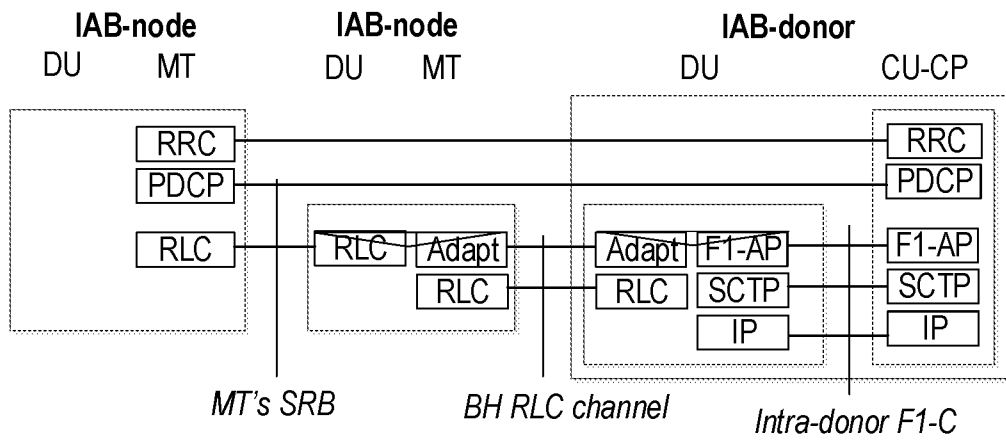 IAB-node IAB-node IAB-donor
DU MT DU MT DU CU-CP
RRC RRC
PDCP PDCP
RLC RLC Adapt Adapt F1-AP F1-AP
RLC RLC SCTP SCTP
IP IP
MT's SRB BH RLC channel Intra-donor F1-C